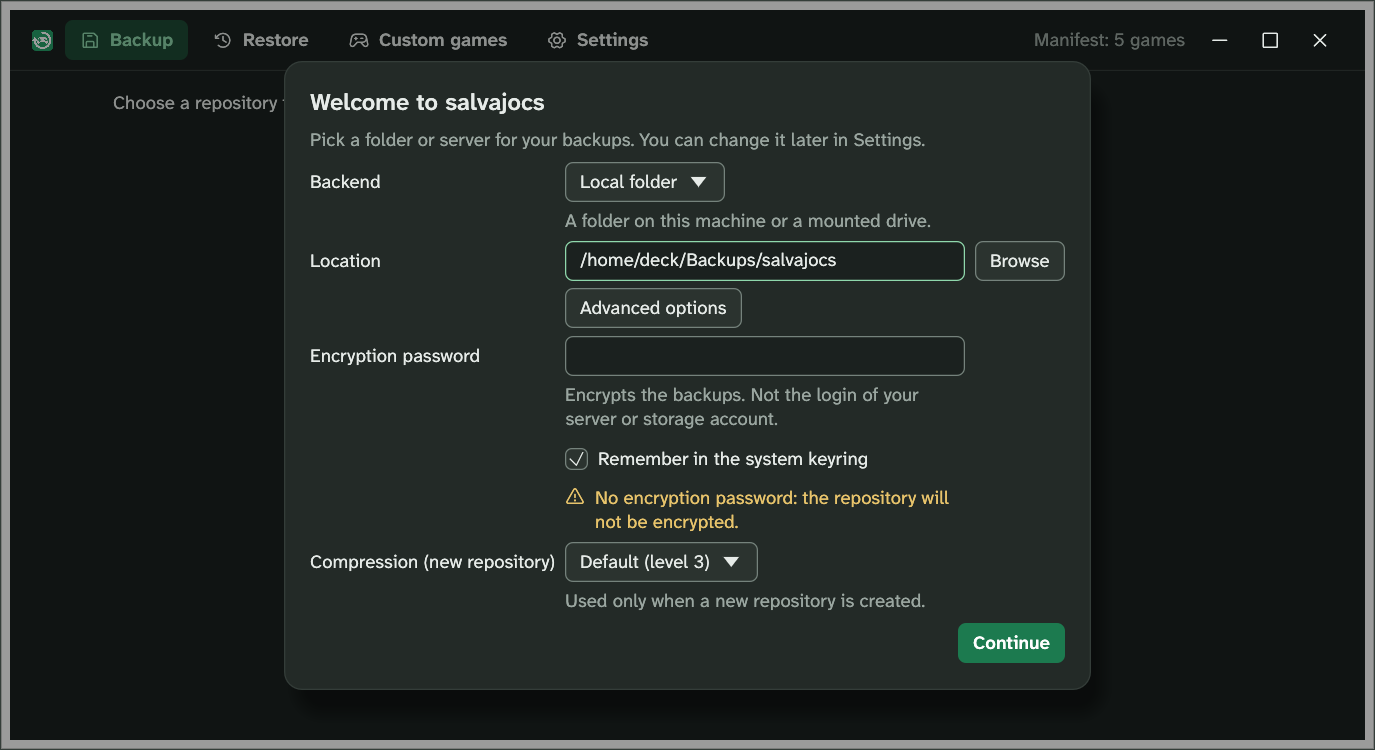 Backup
Restore
Custom games
Settings
Manifest: 5 games
Choose a repository
Welcome to salvajocs
Pick a folder or server for your backups. You can change it later in Settings.
Backend
Local folder
A folder on this machine or a mounted drive.
Location
/home/deck/Backups/salvajocs
Browse
Advanced options
Encryption password
Encrypts the backups. Not the login of your
server or storage account.
Remember in the system keyring
No encryption password: the repository will
not be encrypted.
Compression (new repository)
Default (level 3)
Used only when a new repository is created.
Continue